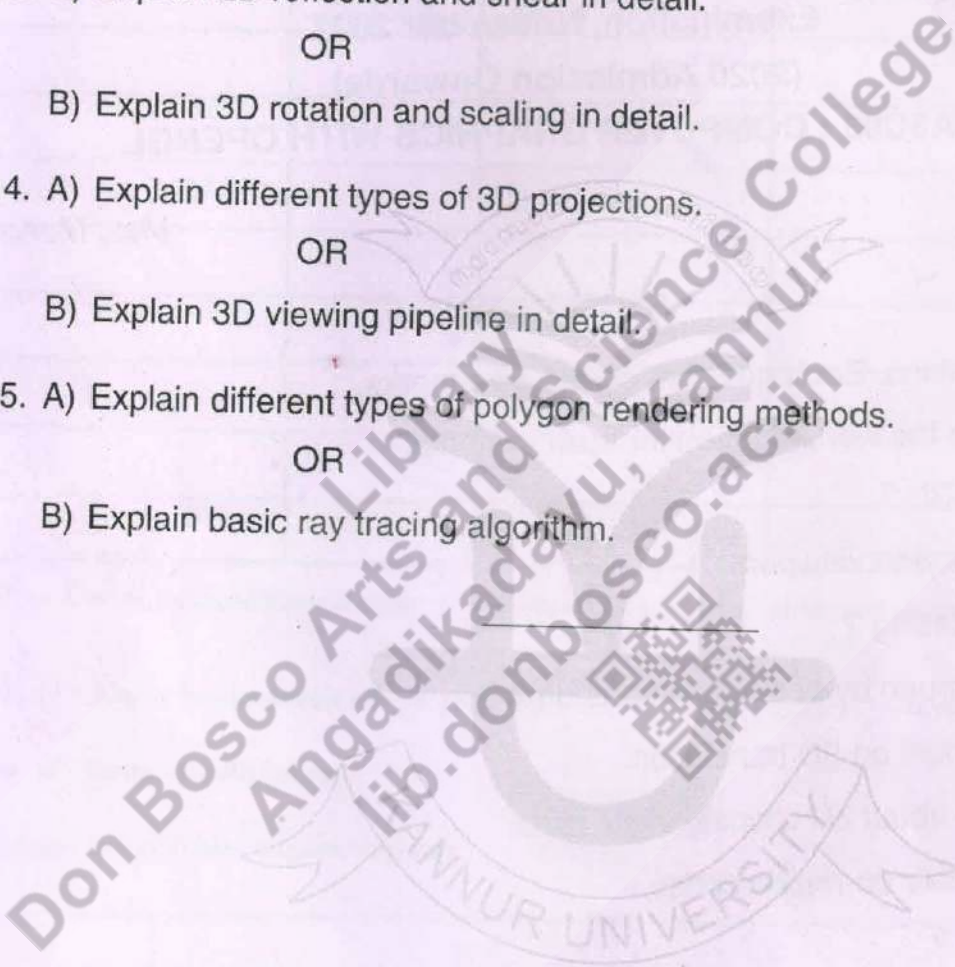 OR
B) Explain 3D rotation and scaling in detail.
4. A) Explain different types of 3D projections.
OR
B) Explain 3D viewing pipeline in detail.
5. A) Explain different types of polygon rendering methods.
OR
B) Explain basic ray tracing algorithm.
Library
Don Bosco Arts and Science College
Angadikadavu, Kannur
lib.donbosco.ac.in
KANNUR UNIVERSITY